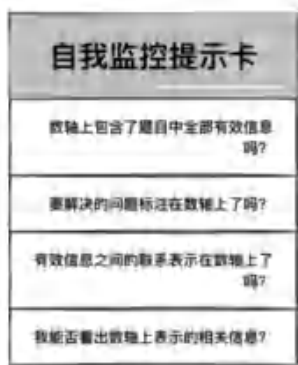 自我监控提示卡
数轴上包含了题目中全部有效信息
吗?
要解决的问题标注在数轴上了吗?
有效信息之间的联系表示在数轴上了
吗?
我能否看出数轴上表示的相关信息?